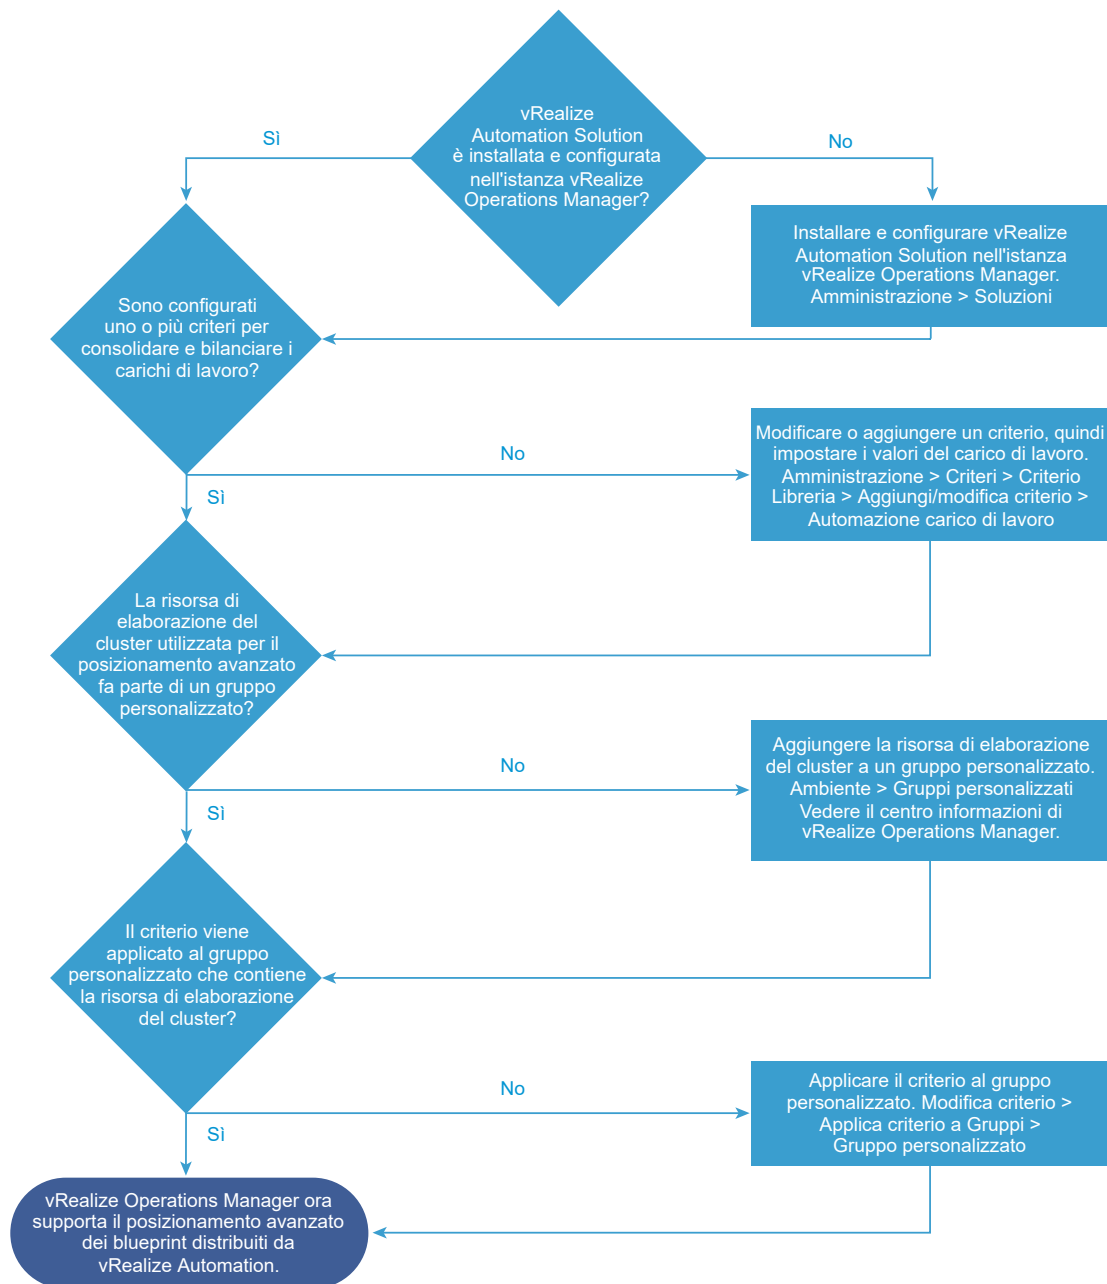 vRealize
Automation Solution
è installata e configurata
nell'istanza vRealize
Operations Manager?
Sì
No
Installare e configurare vRealize
Automation Solution nell'istanza
vRealize Operations Manager.
Amministrazione > Soluzioni
Sono configurati
uno o più criteri per
consolidare e bilanciare i
carichi di lavoro?
No
Sì
Modificare o aggiungere un criterio, quindi
impostare i valori del carico di lavoro.
Amministrazione > Criteri > Criterio
Libreria > Aggiungi/modifica criterio >
Automazione carico di lavoro
La risorsa di
elaborazione del
cluster utilizzata per il
posizionamento avanzato
fa parte di un gruppo
personalizzato?
No
Sì
Aggiungere la risorsa di elaborazione
del cluster a un gruppo personalizzato.
Ambiente > Gruppi personalizzati
Vedere il centro informazioni di
vRealize Operations Manager.
Il criterio viene
applicato al gruppo
personalizzato che contiene
la risorsa di elaborazione
del cluster?
No
Sì
Applicare il criterio al gruppo
personalizzato. Modifica criterio >
Applica criterio a Gruppi >
Gruppo personalizzato
vRealize Operations Manager ora
supporta il posizionamento avanzato
dei blueprint distribuiti da
vRealize Automation.